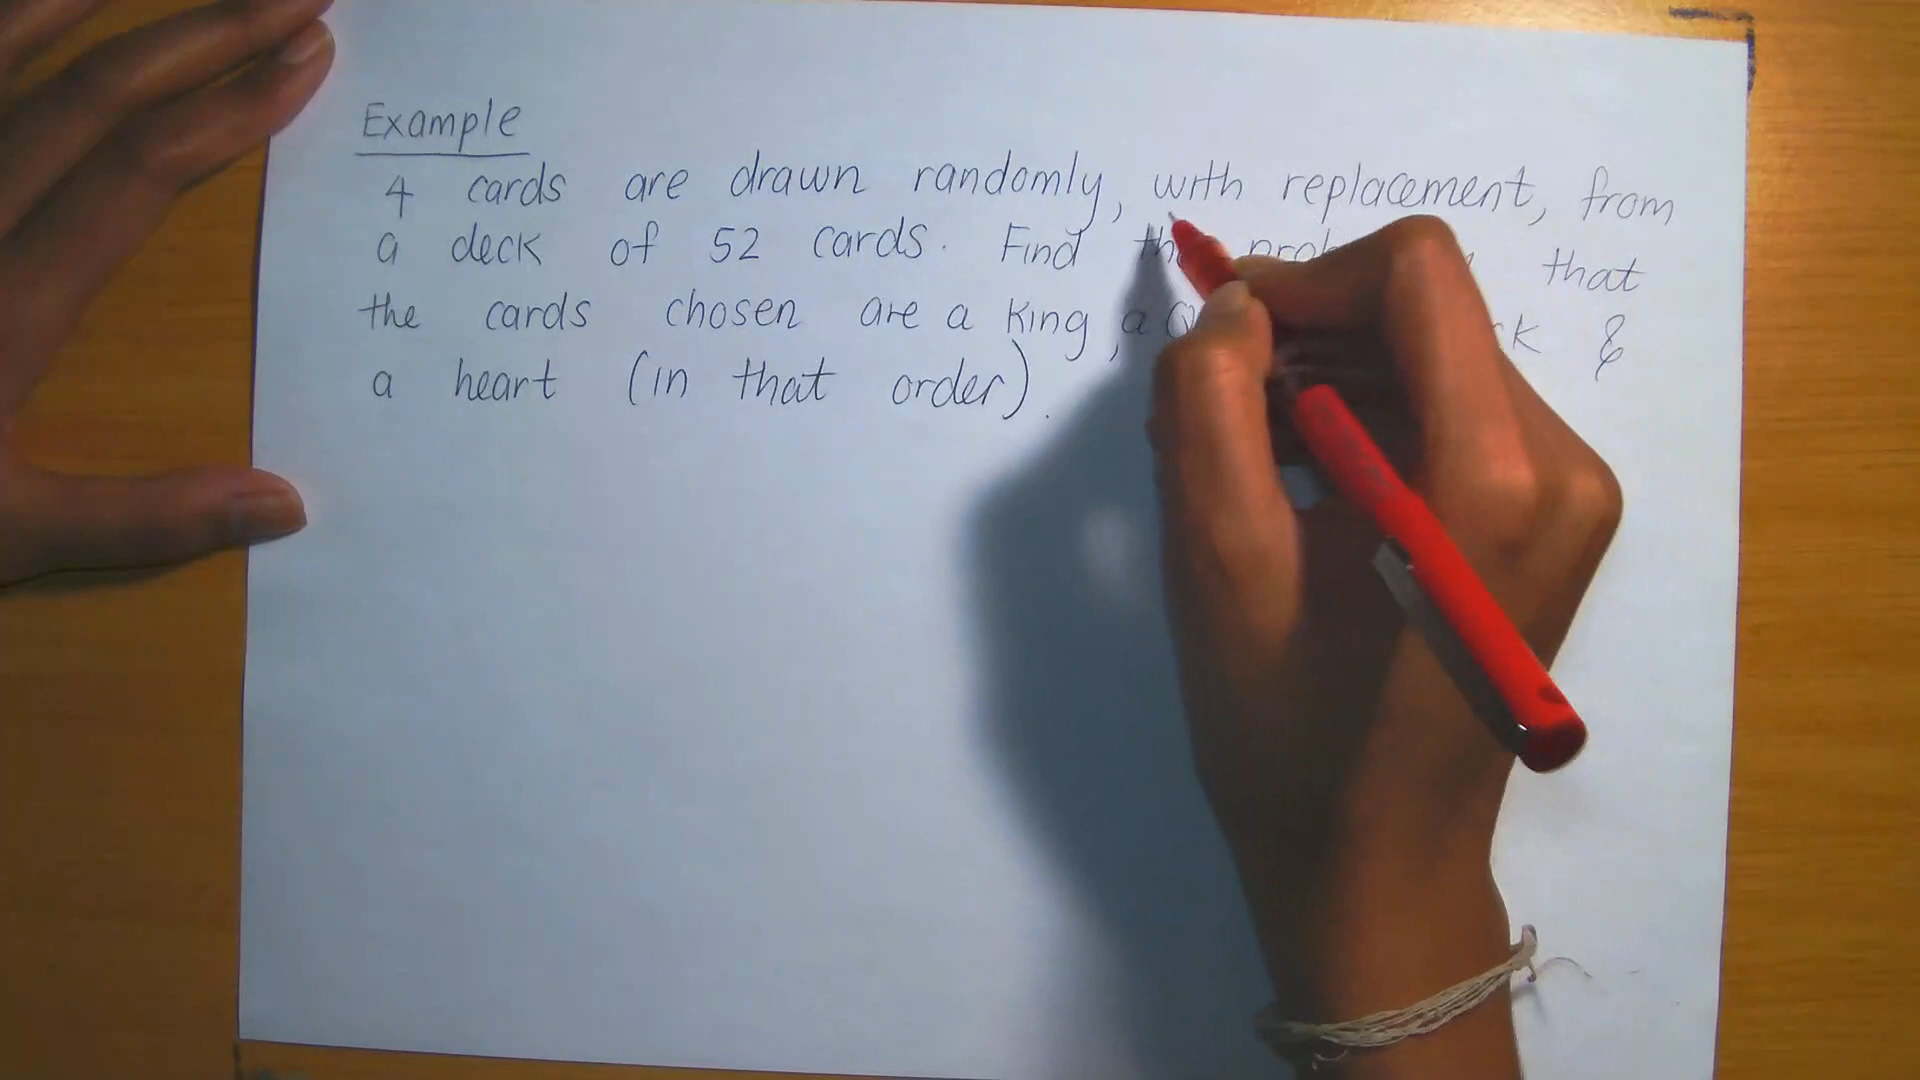 Example
4 cards are drawn randomly, with replacement, from
a deck of 52 cards. Find the that
the cards chosen are a King, a &
a heart (in that order).